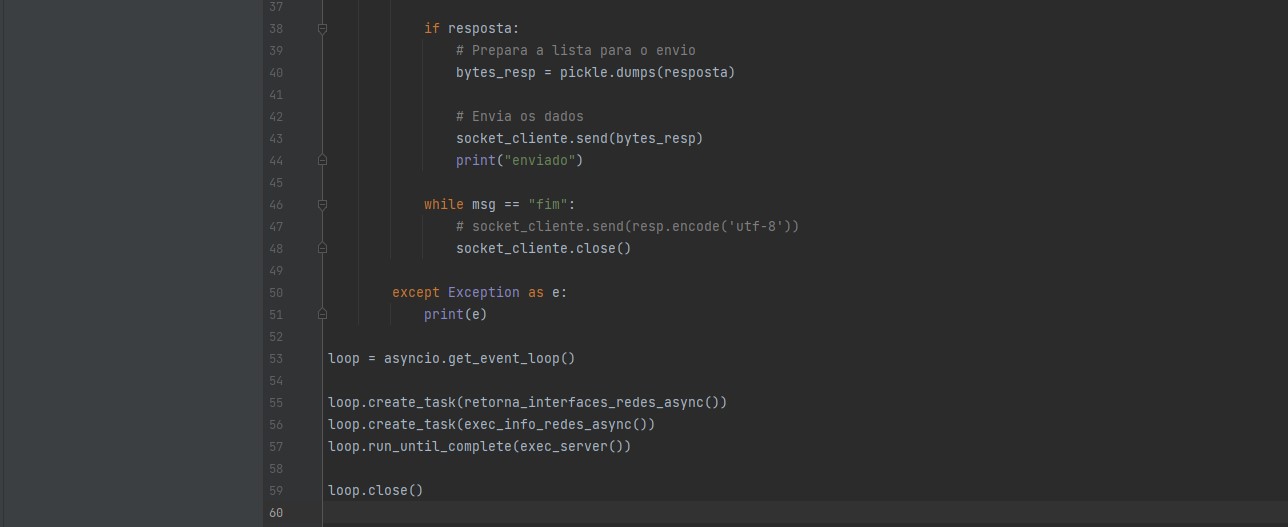 37
38 if resposta:
39 # Prepara a lista para o envio
40 bytes_resp = pickle.dumps(resposta)
41
42 # Envia os dados
43 socket_cliente.send(bytes_resp)
44 print("enviado")
45
46 while msg == "fim":
47 # socket_cliente.send(resp.encode('utf-8'))
48 socket_cliente.close()
49
50 except Exception as e:
51 print(e)
52
53 loop = asyncio.get_event_loop()
54
55 loop.create_task(retorna_interfaces_redes_async())
56 loop.create_task(exec_info_redes_async())
57 loop.run_until_complete(exec_server())
58
59 loop.close()
60